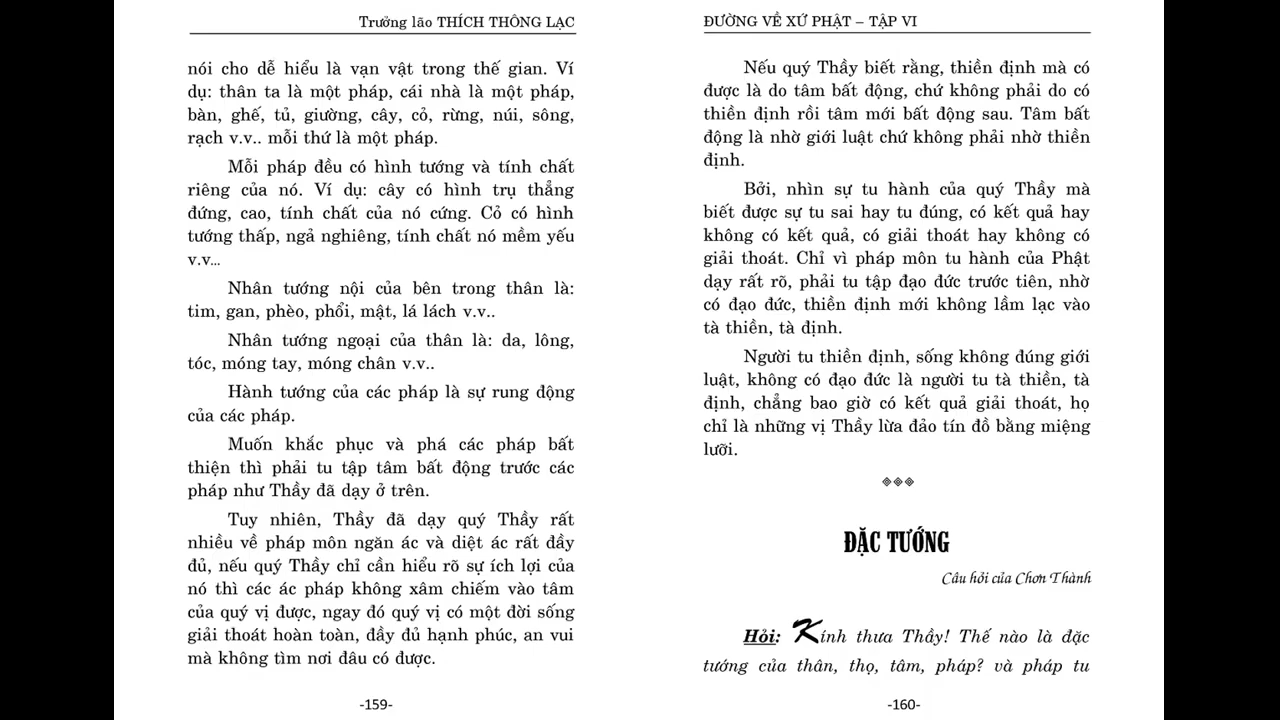 Trưởng lão THÍCH THÔNG LẠC
nói cho dễ hiểu là vạn vật trong thế gian. Ví
dụ: thân ta là một pháp, cái nhà là một pháp,
bàn, ghế, tủ, giường, cây, cỏ, rừng, núi, sông,
rạch v.v.. mỗi thứ là một pháp.
Mỗi pháp đều có hình tướng và tính chất
riêng của nó. Ví dụ: cây có hình trụ thẳng
đứng, cao, tính chất của nó cứng. Cỏ có hình
tướng thấp, ngả nghiêng, tính chất nó mềm yếu
v.v...
Nhân tướng nội của bên trong thân là:
tim, gan, phèo, phổi, mật, lá lách v.v..
Nhân tướng ngoại của thân là: da, lông,
tóc, móng tay, móng chân v.v..
Hành tướng của các pháp là sự rung động
của các pháp.
Muốn khắc phục và phá các pháp bất
thiện thì phải tu tập tâm bất động trước các
pháp như Thầy đã dạy ở trên.
Tuy nhiên, Thầy đã dạy quý Thầy rất
nhiều về pháp môn ngăn ác và diệt ác rất đầy
đủ, nếu quý Thầy chỉ cần hiểu rõ sự ích lợi của
nó thì các ác pháp không xâm chiếm vào tâm
của quý vị được, ngay đó quý vị có một đời sống
giải thoát hoàn toàn, đầy đủ hạnh phúc, an vui
mà không tìm nơi đâu có được.
-159-
ĐƯỜNG VỀ XỨ PHẬT – TẬP VI
Nếu quý Thầy biết rằng, thiền định mà có
được là do tâm bất động, chứ không phải do có
thiền định rồi tâm mới bất động sau. Tâm bất
động là nhờ giới luật chứ không phải nhờ thiền
định.
Bởi, nhìn sự tu hành của quý Thầy mà
biết được sự tu sai hay tu đúng, có kết quả hay
không có kết quả, có giải thoát hay không có
giải thoát. Chỉ vì pháp môn tu hành của Phật
dạy rất rõ, phải tu tập đạo đức trước tiên, nhờ
có đạo đức, thiền định mới không lầm lạc vào
tà thiền, tà định.
Người tu thiền định, sống không đúng giới
luật, không có đạo đức là người tu tà thiền, tà
định, chẳng bao giờ có kết quả giải thoát, họ
chỉ là những vị Thầy lừa đảo tín đồ bằng miệng
lưỡi.
ĐẶC TƯỚNG
Câu hỏi của Chơn Thành
Hỏi: Kính thưa Thầy! Thế nào là đặc
tướng của thân, thọ, tâm, pháp? và pháp tu
-160-